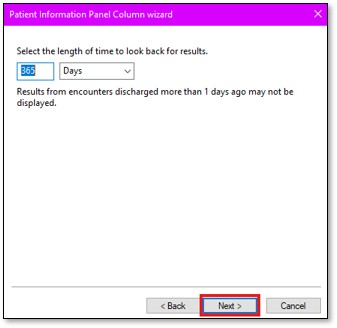 Patient Information Panel Column wizard
Select the length of time to look back for results.
365 Days
Results from encounters discharged more than 1 days ago may not be
displayed.
< Back Next > Cancel